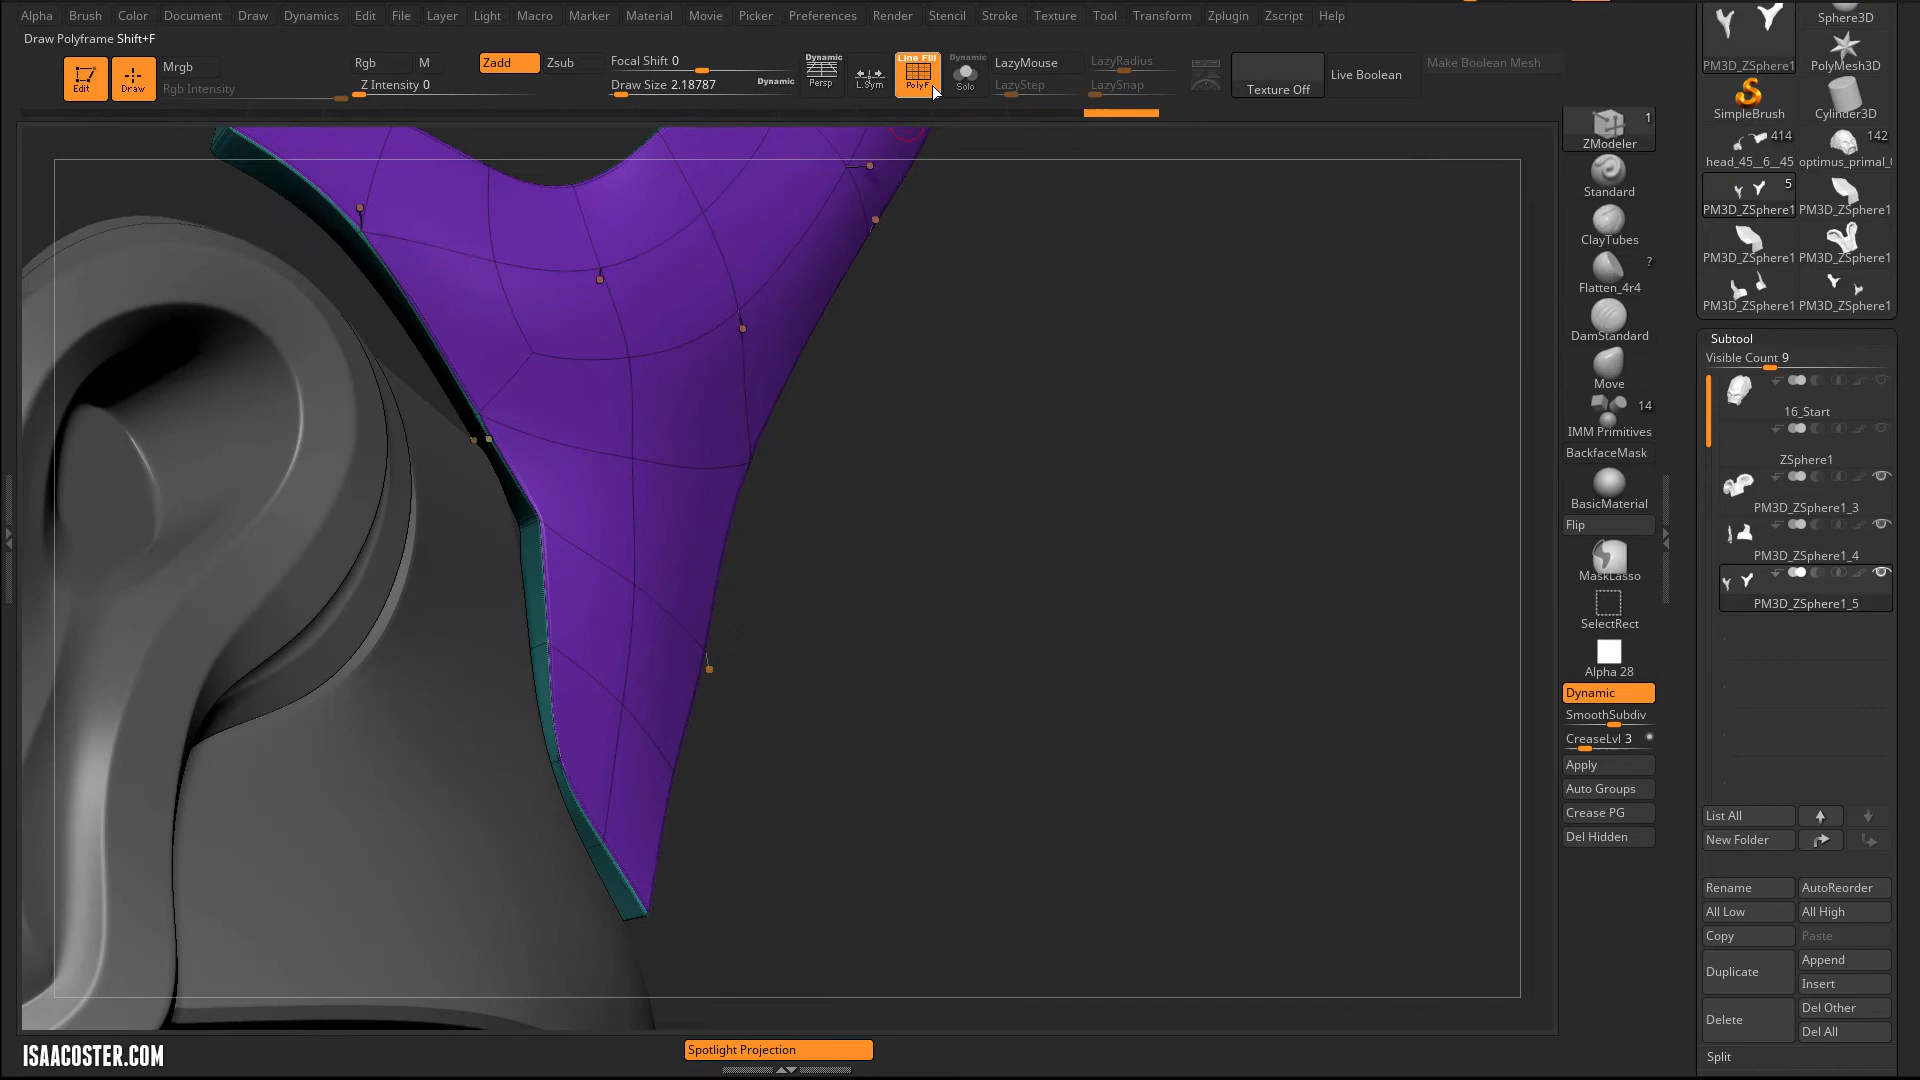 Alpha Brush Color Document Draw Dynamics Edit File Layer Light Macro Marker Material Movie Picker Preferences Render Stencil Stroke Texture Tool Transform Zplugin Zscript Help
Draw Polyframe Shift+F
Edit
Draw
Mrgb
Rgb Intensity
Rgb M
Zadd
Zsub
Z Intensity 0
Focal Shift 0
Draw Size 2.18787
Dynamic
Dynamic
Persp
L.Sym
Line Fill
PolyF
Dynamic
Solo
LazyMouse
LazyStep
LazyRadius
LazySnap
Texture Off
Live Boolean
Make Boolean Mesh
1
ZModeler
Standard
ClayTubes
?
Flatten_4r4
DamStandard
Move
14
IMM Primitives
BackfaceMask
BasicMaterial
Flip
MaskLasso
SelectRect
Alpha 28
Dynamic
SmoothSubdiv
CreaseLvl 3
Apply
Auto Groups
Crease PG
Del Hidden
Sphere3D
PM3D_ZSphere1
PolyMesh3D
SimpleBrush
Cylinder3D
414
142
head_45__6__45
optimus_primal_
5
PM3D_ZSphere1
PM3D_ZSphere1
PM3D_ZSphere1
PM3D_ZSphere1
PM3D_ZSphere1
PM3D_ZSphere1
Subtool
Visible Count 9
16_Start
ZSphere1
PM3D_ZSphere1_3
PM3D_ZSphere1_4
PM3D_ZSphere1_5
List All
New Folder
Rename
AutoReorder
All Low
All High
Copy
Paste
Duplicate
Append
Insert
Delete
Del Other
Del All
Split
Spotlight Projection
ISAACOSTER.COM